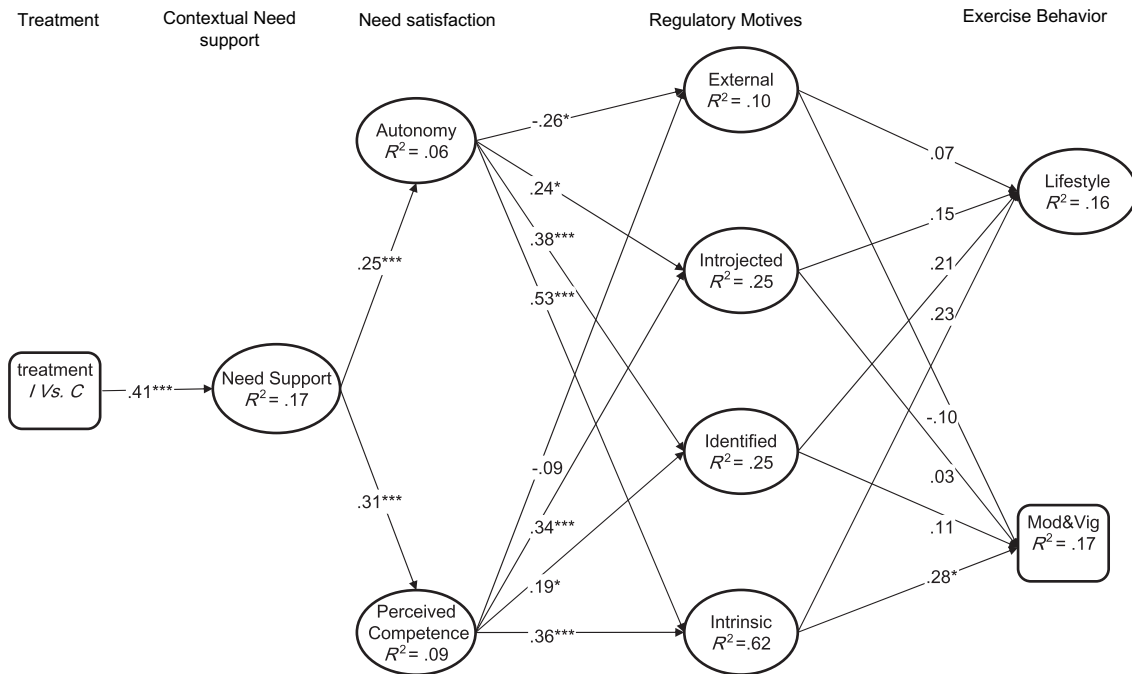 Treatment
Contextual Need
support
Need satisfaction
Regulatory Motives
Exercise Behavior
treatment
I Vs. C
.41***
Need Support
R² = .17
.25***
.31***
Autonomy
R² = .06
Perceived
Competence
R² = .09
-.26*
.24*
.38***
.53***
-.09
.34***
.19*
.36***
External
R² = .10
Introjected
R² = .25
Identified
R² = .25
Intrinsic
R² =.62
.07
.15
.21
.23
-.10
.03
.11
.28*
Lifestyle
R² = .16
Mod&Vig
R² = .17